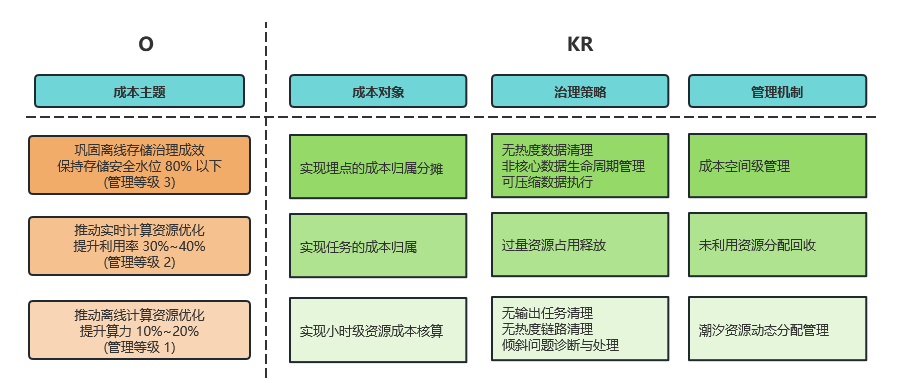 O
KR
成本主题
成本对象
治理策略
管理机制
巩固离线存储治理成效
保持存储安全水位 80% 以下
(管理等级 3)
实现埋点的成本归属分摊
无热度数据清理
非核心数据生命周期管理
可压缩数据执行
成本空间级管理
推动实时计算资源优化
提升利用率 30%~40%
(管理等级 2)
实现任务的成本归属
过量资源占用释放
未利用资源分配回收
推动离线计算资源优化
提升算力 10%~20%
(管理等级 1)
实现小时级资源成本核算
无输出任务清理
无热度链路清理
倾斜问题诊断与处理
潮汐资源动态分配管理